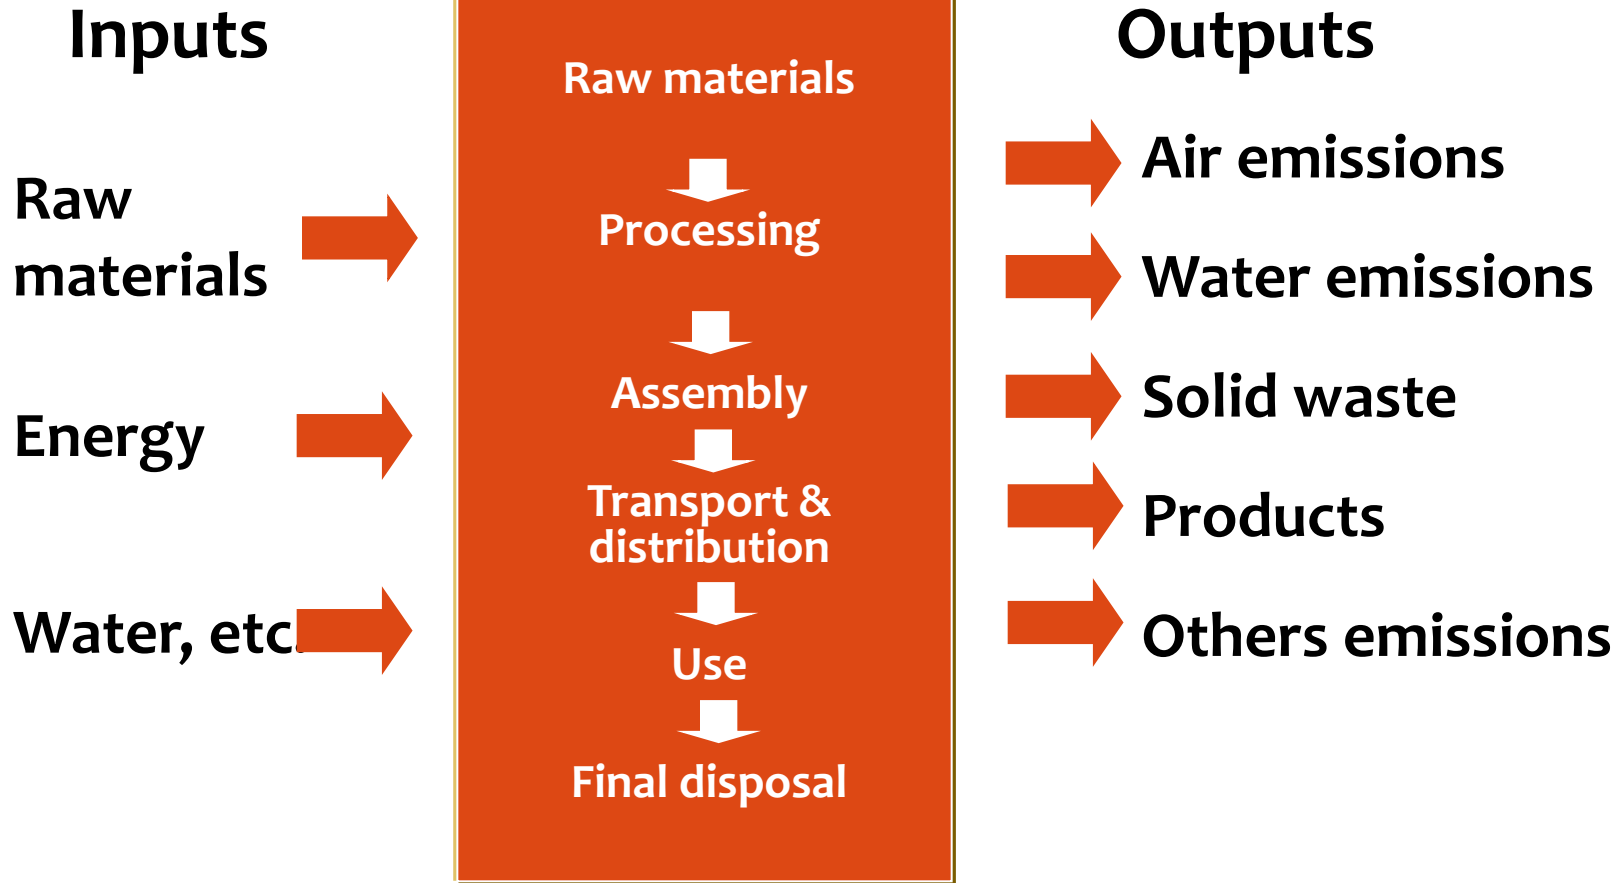 Inputs
Raw
materials
Energy
Water, etc.
Raw materials
Processing
Assembly
Transport &
distribution
Use
Final disposal
Outputs
Air emissions
Water emissions
Solid waste
Products
Others emissions